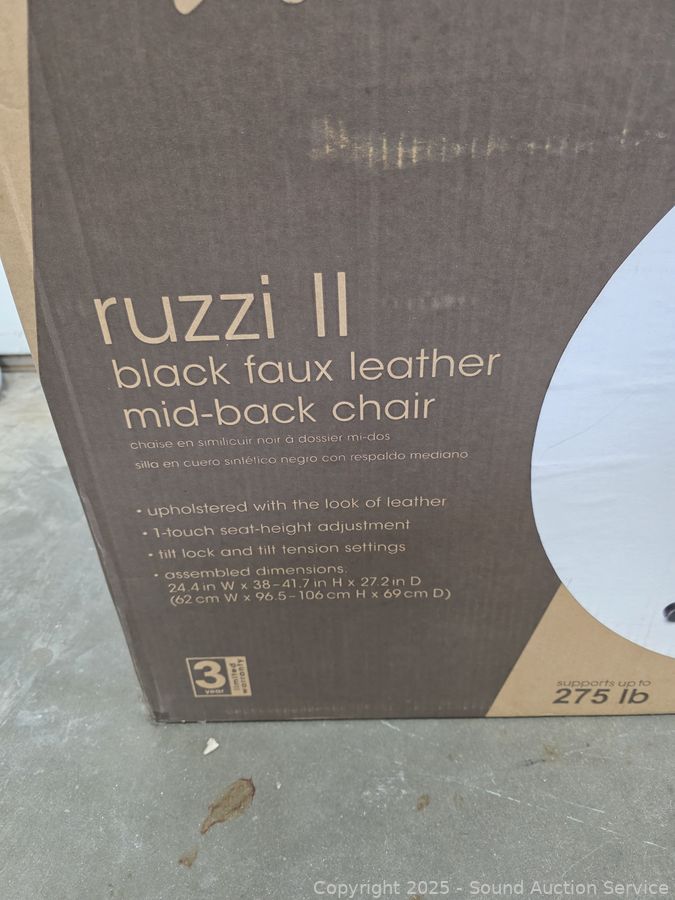 ruzzi II
black faux leather
mid-back chair
chaise en similicuir noir à dossier mi-dos
silla en cuero sintético negro con respaldo mediano
• upholstered with the look of leather
• 1-touch seat-height adjustment
• tilt lock and tilt tension settings
• assembled dimensions:
24.4 in W x 38–41.7 in H x 27.2 in D
(62 cm W x 96.5–106 cm H x 69 cm D)
3
year
limited
warranty
supports up to
275 lb
Copyright 2025 - Sound Auction Service